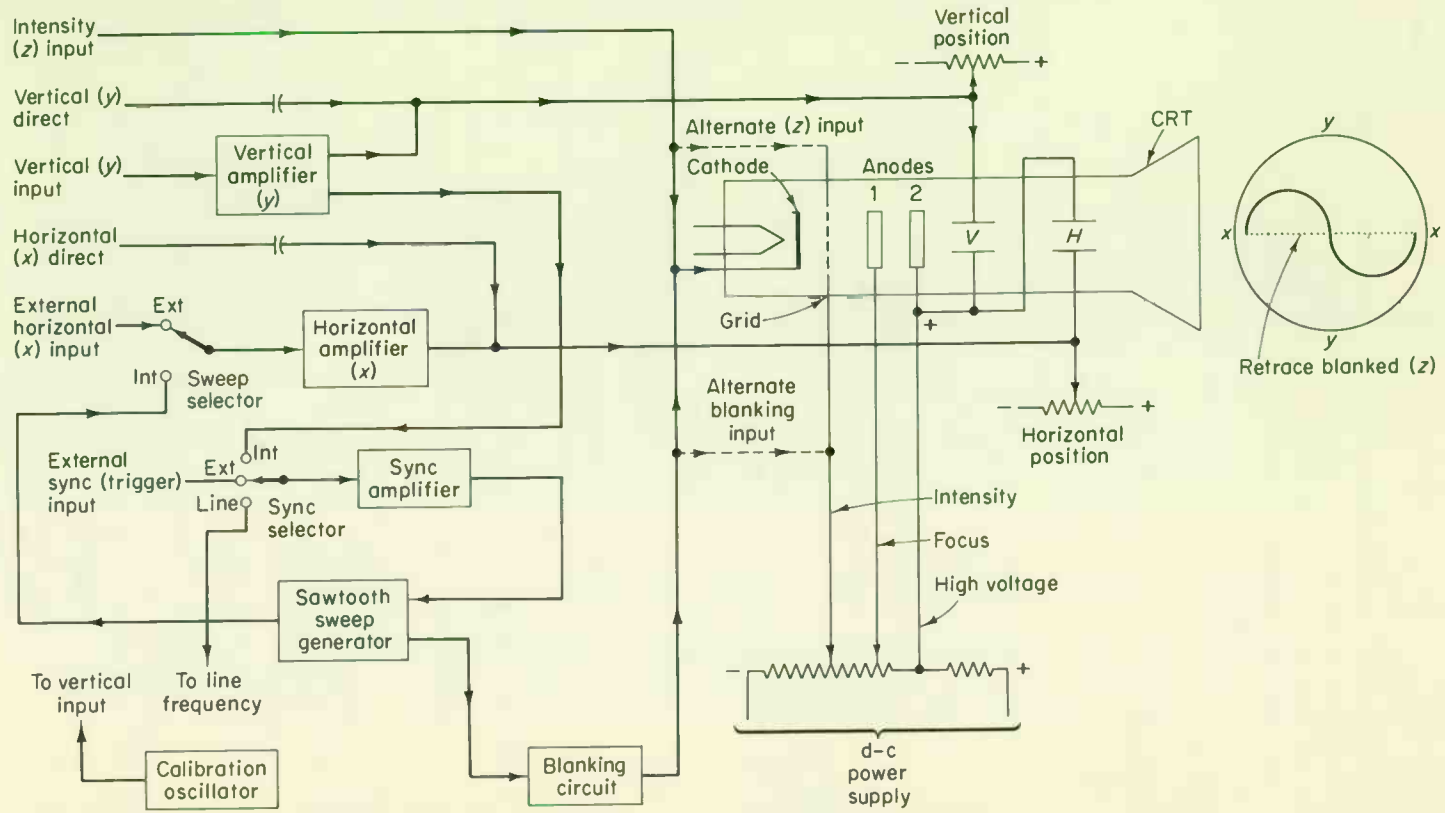 Intensity
(z) input
Vertical (y)
direct
Vertical (y)
input
Vertical
amplifier
(y)
Horizontal
(x) direct
External
horizontal
(x) input
Ext
Int
Sweep
selector
Horizontal
amplifier
(x)
External
sync (trigger)
input
Int
Ext
Line
Sync
selector
Sync
amplifier
Sawtooth
sweep
generator
To vertical
input
To line
frequency
Calibration
oscillator
Blanking
circuit
Alternate (z) input
Cathode
Anodes
1 2
Grid
+
Alternate
blanking
input
Vertical
position
- +
V
H
CRT
Horizontal
position
- +
Intensity
Focus
High voltage
- +
d-c
power
supply
y
x x
y
Retrace blanked (z)